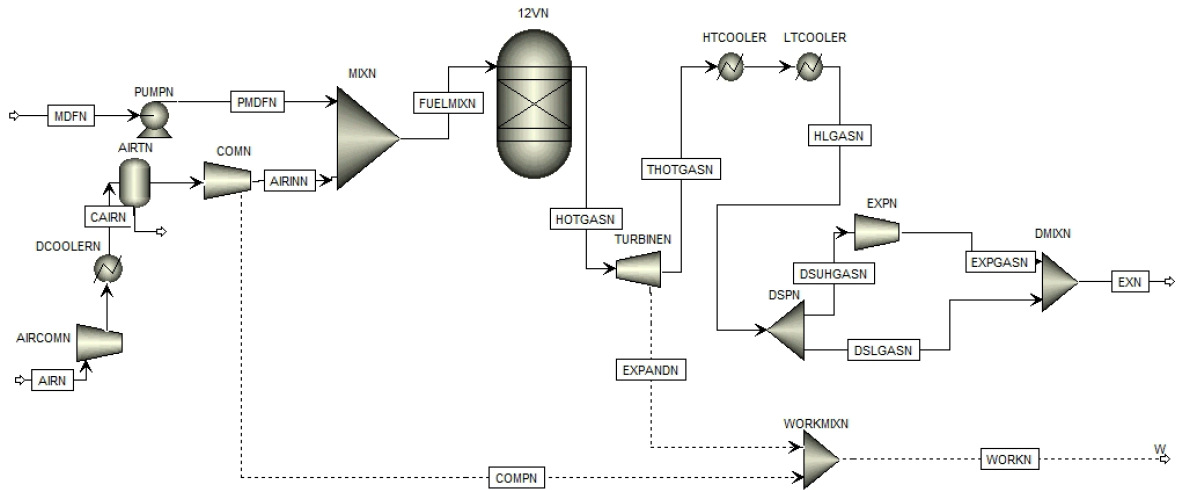 12VN
HTCOOLER
LTCOOLER
MIXN
PUMPN
PMDFN
FUELMIXN
MDFN
AIRTN
COMN
HLGASN
AIRINN
THOTGASN
CAIRN
EXPN
HOTGASN
DCOOLERN
TURBINEN
DMIXN
EXPGASN
DSUHGASN
EXN
DSPN
AIRCOMN
DSLGASN
AIRN
EXPANDN
WORKMIXN
W
WORKN
COMPN